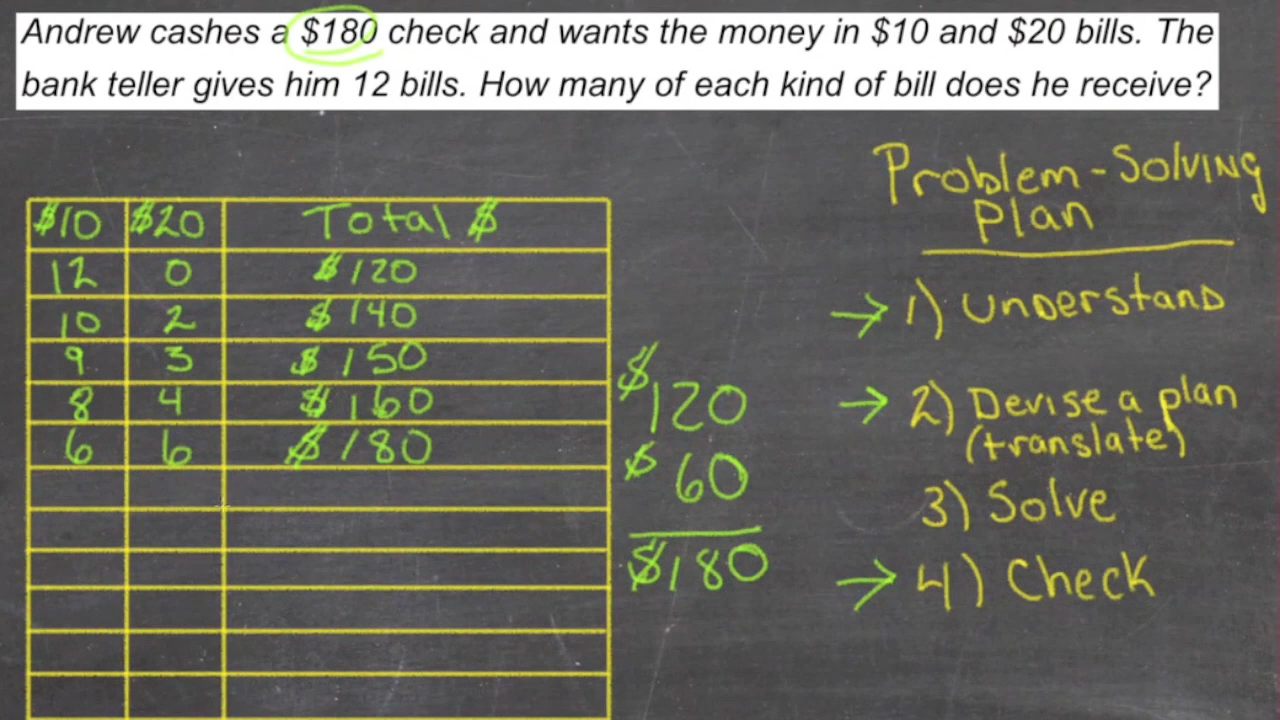 Andrew cashes a $180 check and wants the money in $10 and $20 bills. The
bank teller gives him 12 bills. How many of each kind of bill does he receive?
Problem-Solving
Plan
$10 $20 Total $
12 0 $120
10 2 $140
9 3 $150
8 4 $160
6 6 $180
$120
$60
$180
→ 1) Understand
→ 2) Devise a plan
(translate)
3) Solve
→ 4) Check